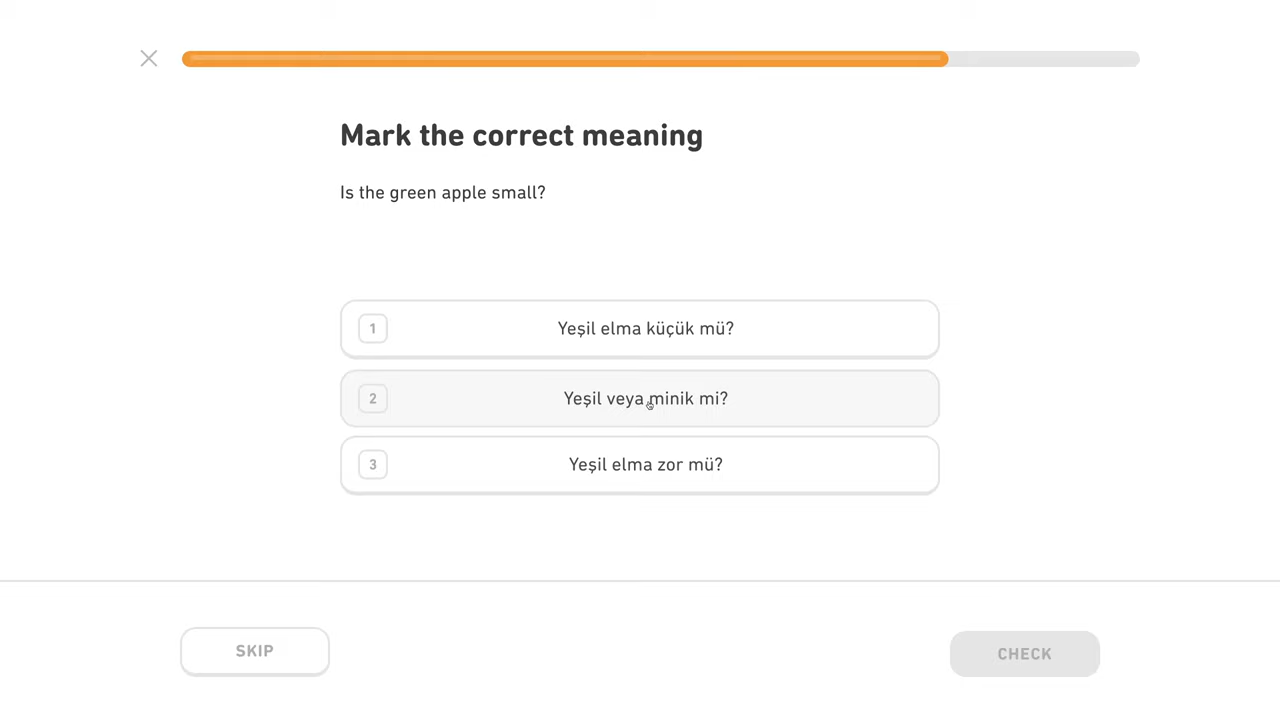 Mark the correct meaning
Is the green apple small?
1 Yeşil elma küçük mü?
2 Yeşil veya minik mi?
3 Yeşil elma zor mü?
SKIP
CHECK